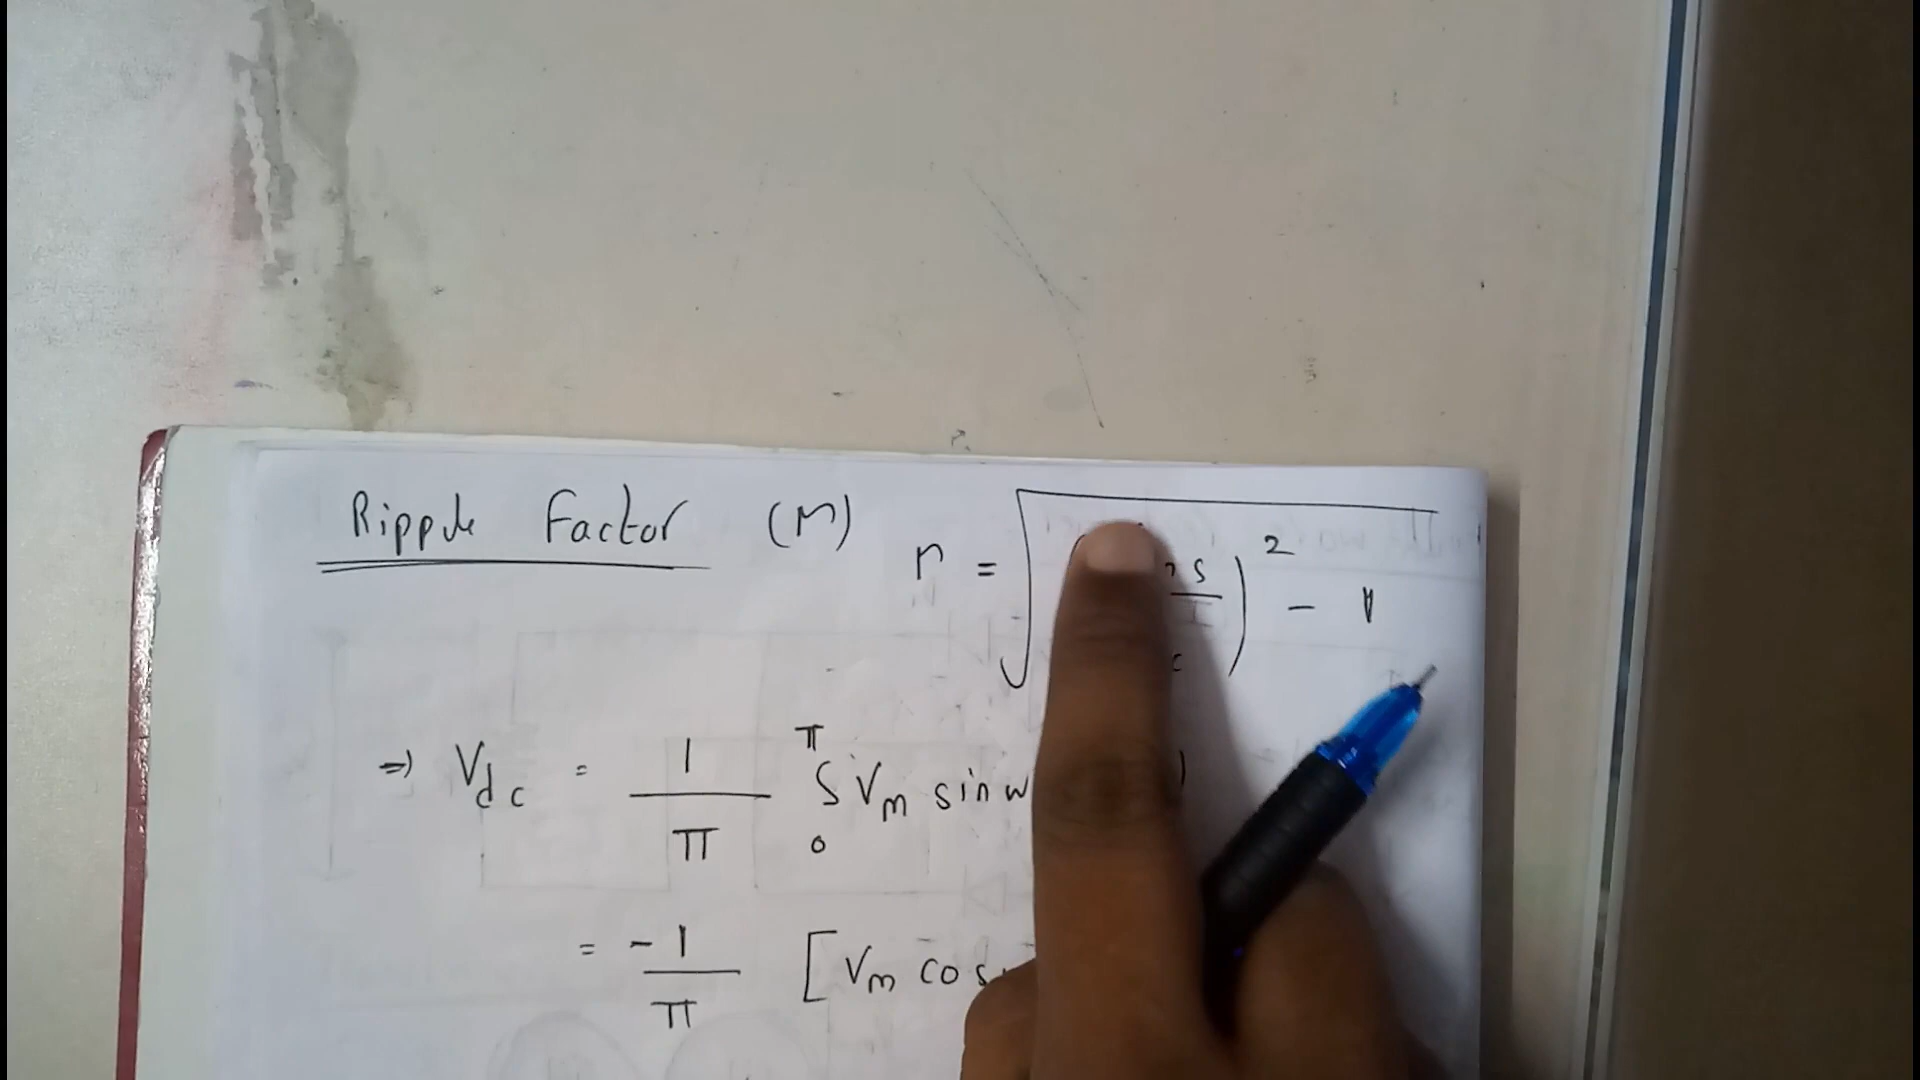 Ripple Factor (r) r = √( s )² - 1
c
⇒ Vdc = 1/π π∫0 Vm sin w )
= -1/π [Vm cos